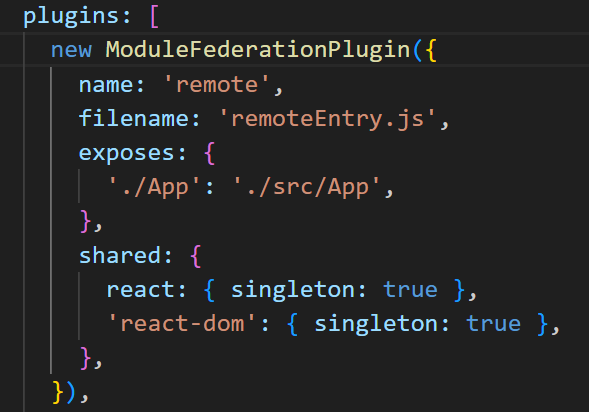 plugins: [
new ModuleFederationPlugin({
name: 'remote',
filename: 'remoteEntry.js',
exposes: {
'./App': './src/App',
},
shared: {
react: { singleton: true },
'react-dom': { singleton: true },
},
}),